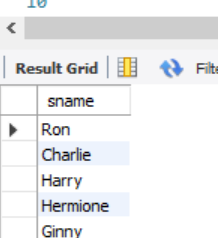 10
Result Grid Filte
sname
Ron
Charlie
Harry
Hermione
Ginny